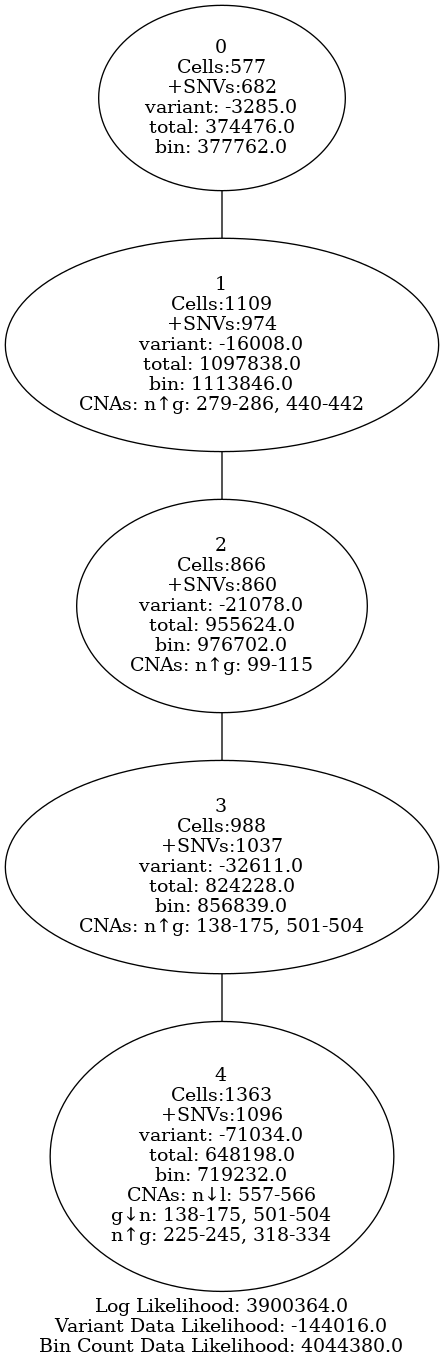 0
Cells:577
+SNVs:682
variant: -3285.0
total: 374476.0
bin: 377762.0
1
Cells:1109
+SNVs:974
variant: -16008.0
total: 1097838.0
bin: 1113846.0
CNAs: n↑g: 279-286, 440-442
2
Cells:866
+SNVs:860
variant: -21078.0
total: 955624.0
bin: 976702.0
CNAs: n↑g: 99-115
3
Cells:988
+SNVs:1037
variant: -32611.0
total: 824228.0
bin: 856839.0
CNAs: n↑g: 138-175, 501-504
4
Cells:1363
+SNVs:1096
variant: -71034.0
total: 648198.0
bin: 719232.0
CNAs: n↓l: 557-566
g↓n: 138-175, 501-504
n↑g: 225-245, 318-334
Log Likelihood: 3900364.0
Variant Data Likelihood: -144016.0
Bin Count Data Likelihood: 4044380.0